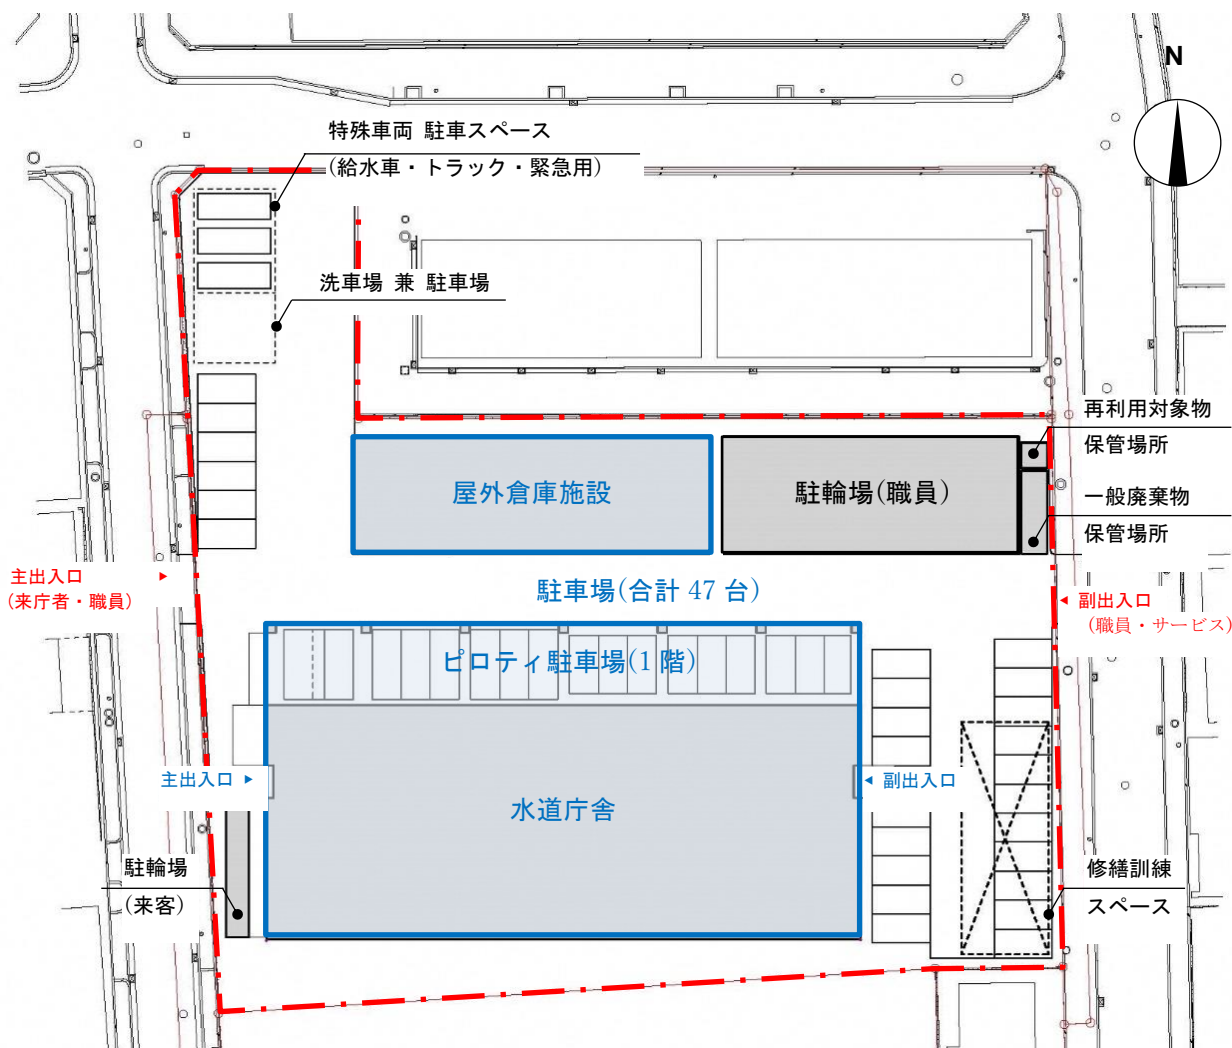 N
特殊車両 駐車スペース
(給水車・トラック・緊急用)
洗車場 兼 駐車場
再利用対象物
保管場所
屋外倉庫施設
駐輪場(職員)
一般廃棄物
保管場所
主出入口
(来庁者・職員)
駐車場(合計 47 台)
副出入口
(職員・サービス)
ピロティ駐車場(1 階)
主出入口
副出入口
水道庁舎
駐輪場
(来客)
修繕訓練
スペース